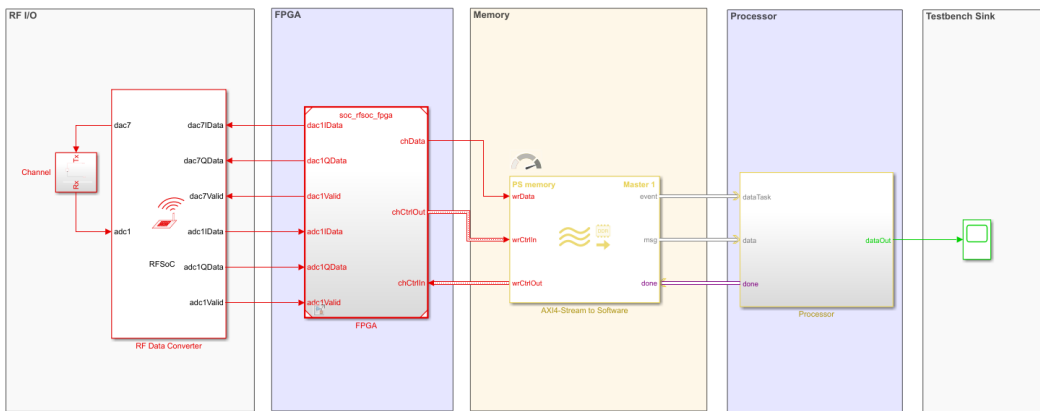 RF I/O
FPGA
Memory
Processor
Testbench Sink
Channel
Tx
Rx
dac7
adc1
dac7IData
dac7QData
dac7Valid
adc1IData
adc1QData
adc1Valid
RFSoC
RF Data Converter
soc_rfsoc_fpga
dac1IData
dac1QData
dac1Valid
adc1IData
adc1QData
adc1Valid
chData
chCtrlOut
chCtrlIn
FPGA
PS memory
Master 1
wrData
wrCtrlIn
wrCtrlOut
event
msg
done
AXI4-Stream to Software
dataTask
data
done
dataOut
Processor